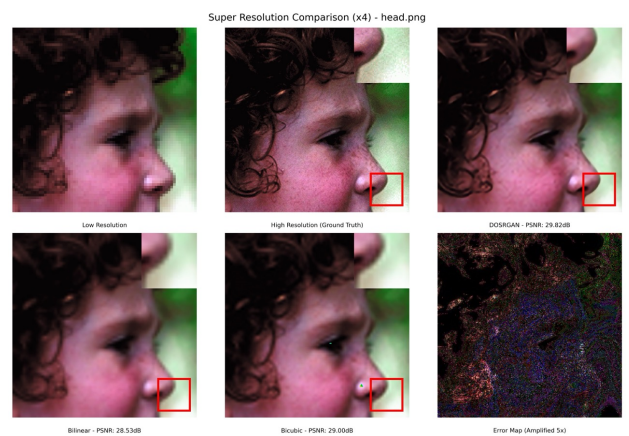 Super Resolution Comparison (x4) - head.png
Low Resolution
High Resolution (Ground Truth)
DOSRGAN - PSNR: 29.82dB
Bilinear - PSNR: 28.53dB
Bicubic - PSNR: 29.00dB
Error Map (Amplified 5x)